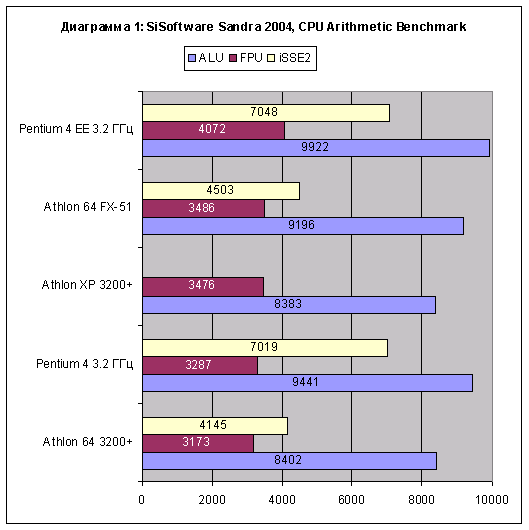 Диаграмма 1: SiSoftware Sandra 2004, CPU Arithmetic Benchmark
ALU FPU iSSE2
7048
Pentium 4 EE 3.2 ГГц 4072
9922
4503
Athlon 64 FX-51 3486
9196
Athlon XP 3200+ 3476
8383
7019
Pentium 4 3.2 ГГц 3287
9441
4145
Athlon 64 3200+ 3173
8402
0 2000 4000 6000 8000 10000